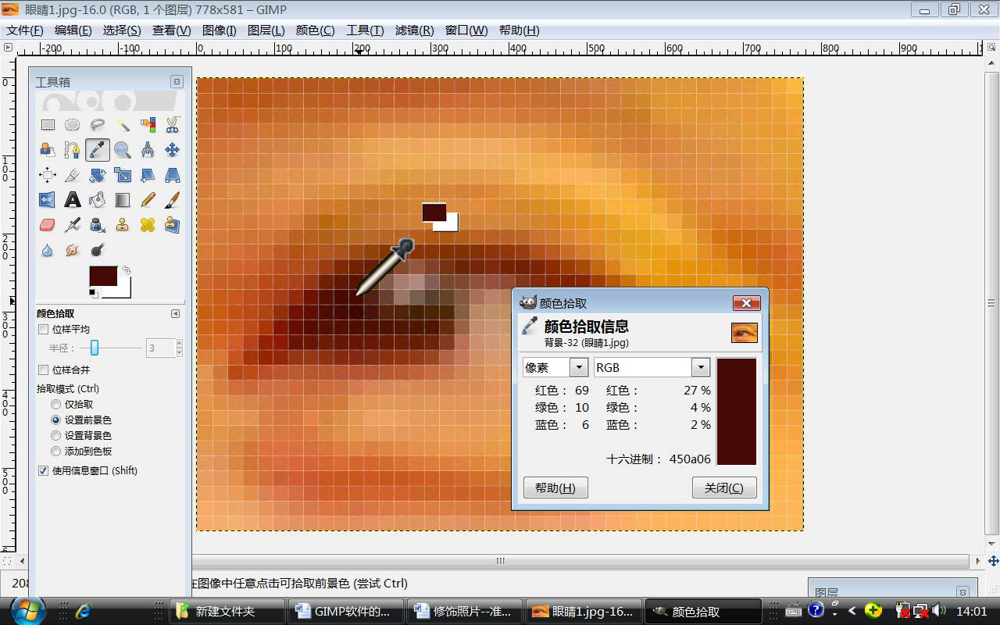 眼睛1.jpg-16.0 (RGB, 1 个图层) 778x581 – GIMP
文件(F) 编辑(E) 选择(S) 查看(V) 图像(I) 图层(L) 颜色(C) 工具(T) 滤镜(R) 窗口(W) 帮助(H)
-200 -100 0 100 200 300 400 500 600 700 800 900
0
100
200
300
400
500
工具箱
颜色拾取
位样平均
半径： 3
位样合并
拾取模式 (Ctrl)
仅拾取
设置前景色
设置背景色
添加到色板
使用信息窗口 (Shift)
颜色拾取
颜色拾取信息
背景-32 (眼睛1.jpg)
像素 RGB
红色： 69 红色： 27 %
绿色： 10 绿色： 4 %
蓝色： 6 蓝色： 2 %
十六进制： 450a06
帮助(H) 关闭(C)
在图像中任意点击可拾取前景色 (尝试 Ctrl)
图层
新建文件夹 GIMP软件的... 修饰照片--准... 眼睛1.jpg-16... 颜色拾取 14:01